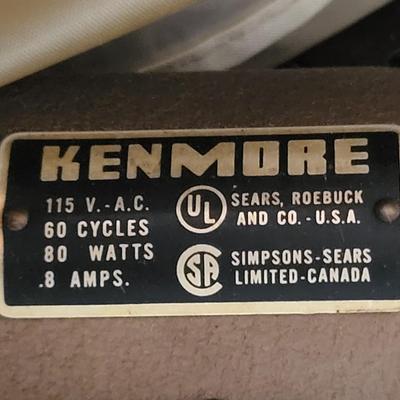 KENMORE
115 V.-A.C.
60 CYCLES
80 WATTS
.8 AMPS.
UL
SEARS, ROEBUCK
AND CO.-U.S.A.
SA
SIMPSONS-SEARS
LIMITED-CANADA